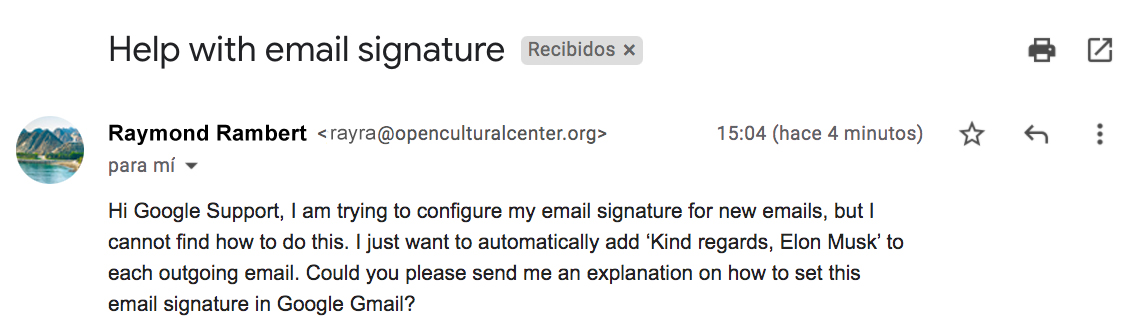 Help with email signature Recibidos ×
Raymond Rambert <rayra@openculturalcenter.org> 15:04 (hace 4 minutos)
para mí
Hi Google Support, I am trying to configure my email signature for new emails, but I
cannot find how to do this. I just want to automatically add ‘Kind regards, Elon Musk’ to
each outgoing email. Could you please send me an explanation on how to set this
email signature in Google Gmail?